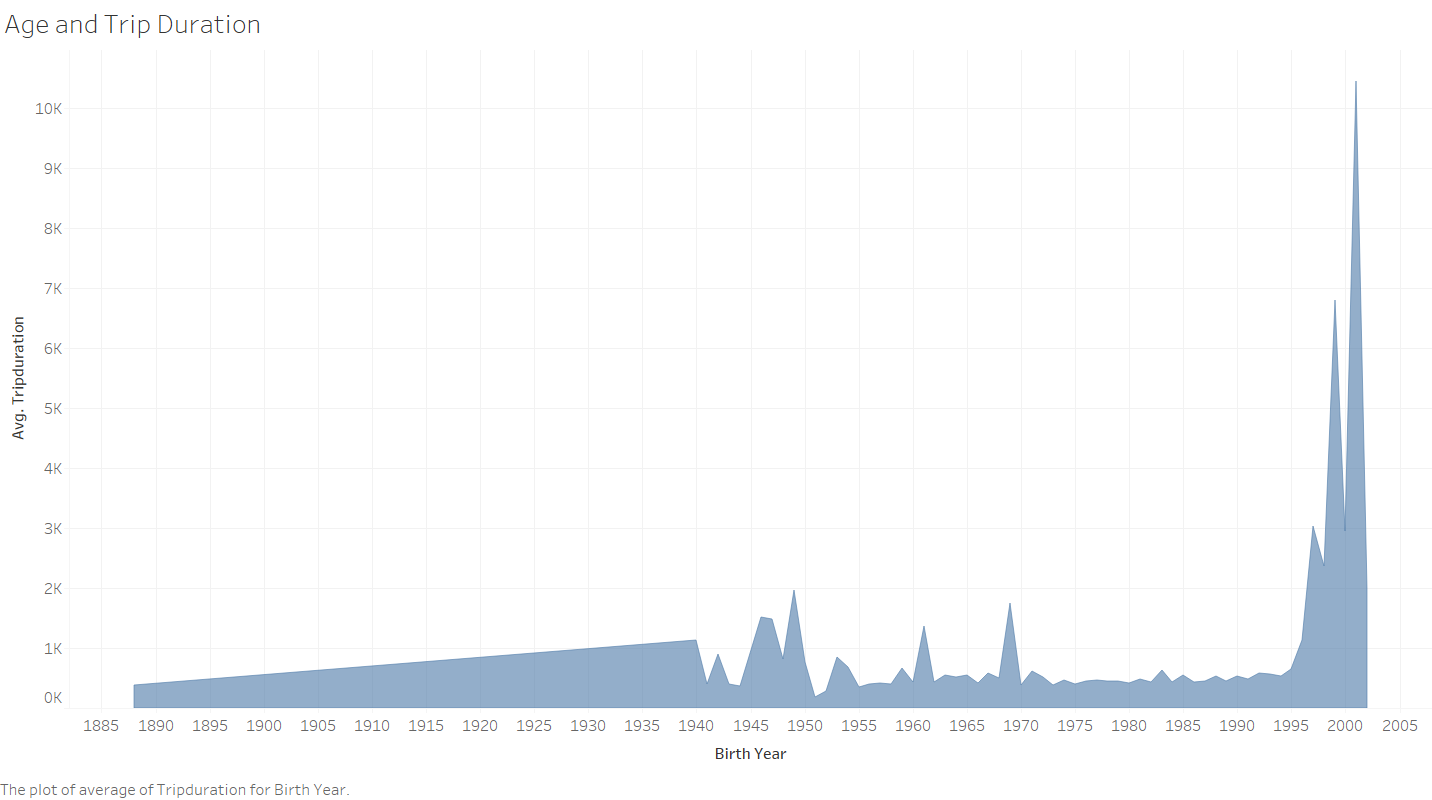 Age and Trip Duration
10K
9K
8K
7K
6K
5K
4K
3K
2K
1K
0K
Avg. Tripduration
1885 1890 1895 1900 1905 1910 1915 1920 1925 1930 1935 1940 1945 1950 1955 1960 1965 1970 1975 1980 1985 1990 1995 2000 2005
Birth Year
The plot of average of Tripduration for Birth Year.